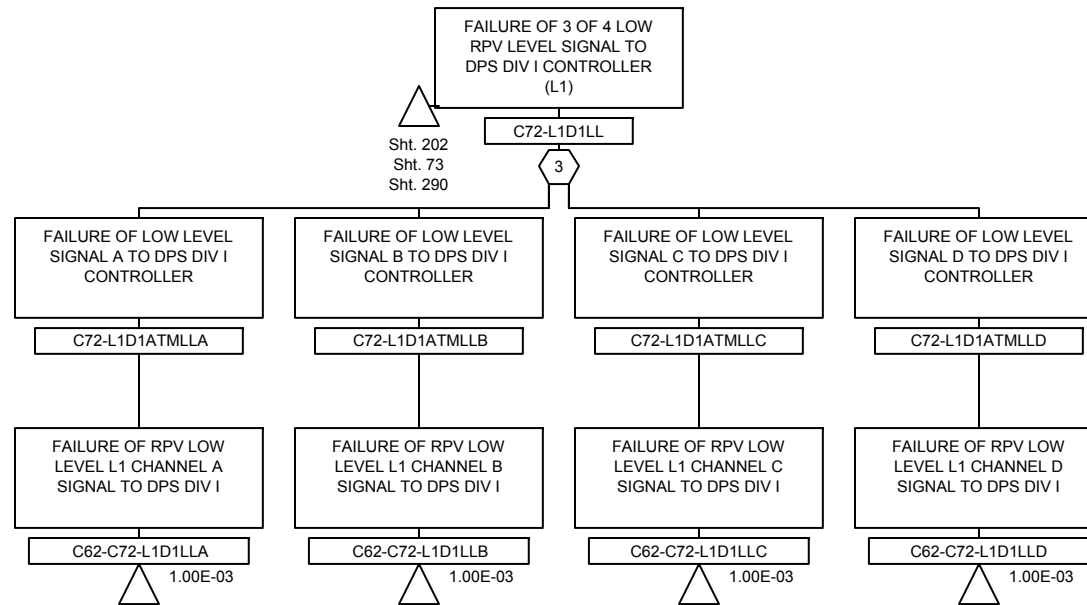 FAILURE OF 3 OF 4 LOW
RPV LEVEL SIGNAL TO
DPS DIV I CONTROLLER
(L1)
C72-L1D1LL
Sht. 202
Sht. 73
Sht. 290
3
FAILURE OF LOW LEVEL
SIGNAL A TO DPS DIV I
CONTROLLER
C72-L1D1ATMLLA
FAILURE OF LOW LEVEL
SIGNAL B TO DPS DIV I
CONTROLLER
C72-L1D1ATMLLB
FAILURE OF LOW LEVEL
SIGNAL C TO DPS DIV I
CONTROLLER
C72-L1D1ATMLLC
FAILURE OF LOW LEVEL
SIGNAL D TO DPS DIV I
CONTROLLER
C72-L1D1ATMLLD
FAILURE OF RPV LOW
LEVEL L1 CHANNEL A
SIGNAL TO DPS DIV I
C62-C72-L1D1LLA
1.00E-03
FAILURE OF RPV LOW
LEVEL L1 CHANNEL B
SIGNAL TO DPS DIV I
C62-C72-L1D1LLB
1.00E-03
FAILURE OF RPV LOW
LEVEL L1 CHANNEL C
SIGNAL TO DPS DIV I
C62-C72-L1D1LLC
1.00E-03
FAILURE OF RPV LOW
LEVEL L1 CHANNEL D
SIGNAL TO DPS DIV I
C62-C72-L1D1LLD
1.00E-03